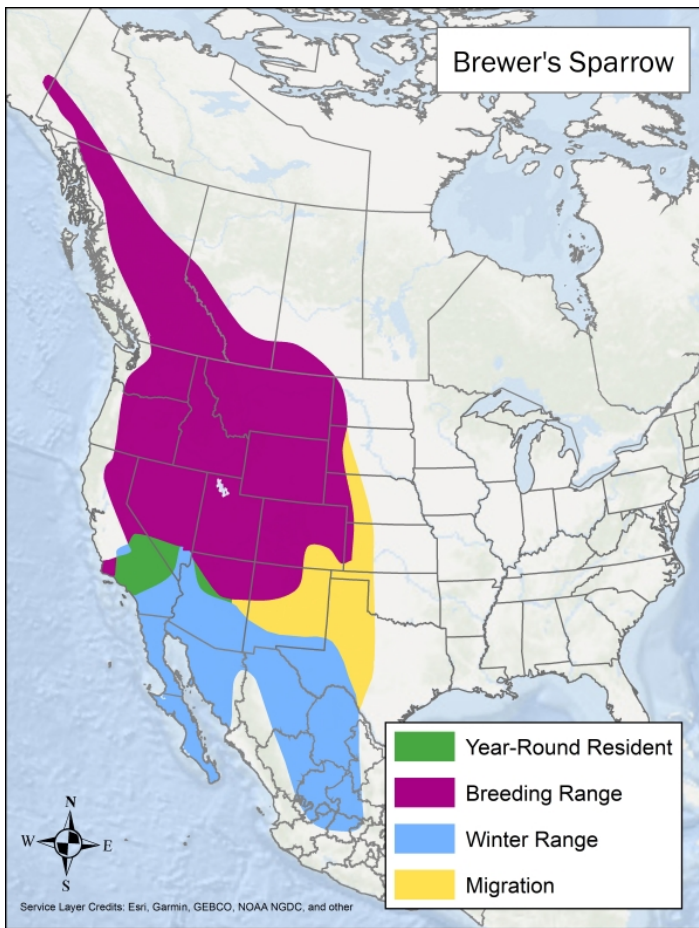 Brewer's Sparrow
Year-Round Resident
Breeding Range
Winter Range
Migration
N
W E
S
Service Layer Credits: Esri, Garmin, GEBCO, NOAA NGDC, and other